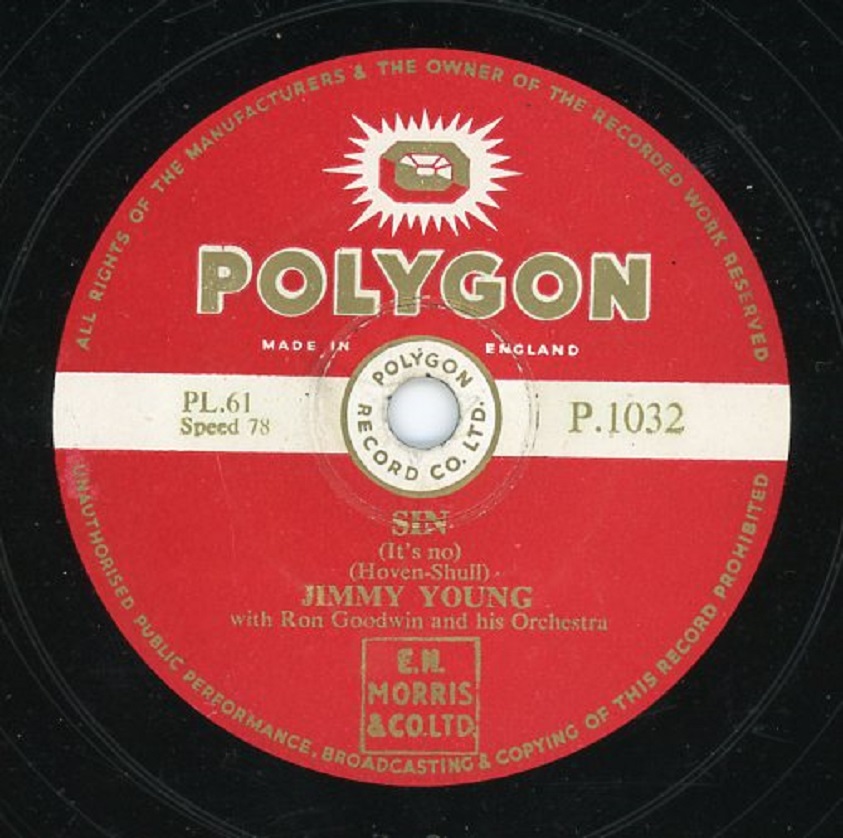 ALL RIGHTS OF THE MANUFACTURERS & THE OWNER OF THE RECORDED WORK RESERVED
POLYGON
MADE IN ENGLAND
POLYGON
RECORD CO. LTD.
PL.61
Speed 78
P.1032
SIN
(It's no)
(Hoven-Shull)
JIMMY YOUNG
with Ron Goodwin and his Orchestra
E.H.
MORRIS
&CO.LTD.
UNAUTHORISED PUBLIC PERFORMANCE, BROADCASTING & COPYING OF THIS RECORD PROHIBITED